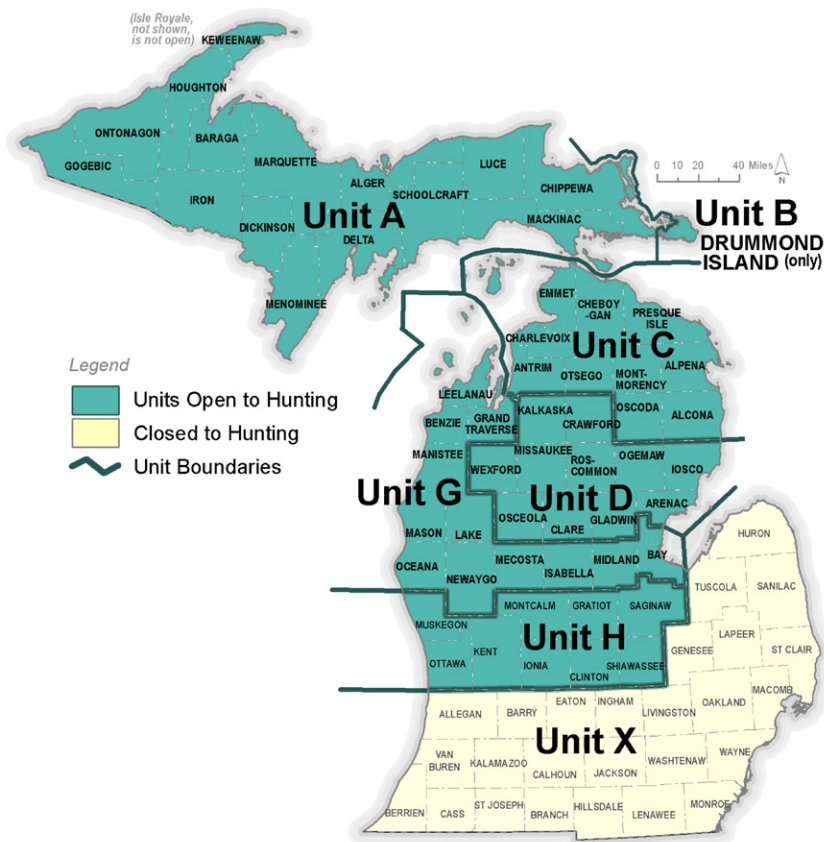 (Isle Royale,
not shown,
is not open)
KEWEENAW
HOUGHTON
ONTONAGON
BARAGA
GOGEBIC
MARQUETTE
LUCE
0 10 20 40 Miles
N
ALGER
SCHOOLCRAFT
CHIPPEWA
IRON
Unit A
MACKINAC
Unit B
DRUMMOND
ISLAND (only)
DICKINSON
DELTA
MENOMINEE
EMMET
CHEBOY
-GAN
PRESQUE
ISLE
CHARLEVOIX
Unit C
ANTRIM
OTSEGO
MONT-
MORENCY
ALPENA
Legend
Units Open to Hunting
Closed to Hunting
Unit Boundaries
LEELANAU
BENZIE
GRAND
TRAVERSE
KALKASKA
CRAWFORD
OSCODA
ALCONA
MANISTEE
WEXFORD
MISSAUKEE
ROS-
COMMON
OGEMAW
IOSCO
Unit G
Unit D
ARENAC
MASON
LAKE
OSCEOLA
CLARE
GLADWIN
HURON
OCEANA
NEWAYGO
MECOSTA
ISABELLA
MIDLAND
BAY
TUSCOLA
SANILAC
MUSKEGON
MONTCALM
GRATIOT
SAGINAW
Unit H
LAPEER
GENESEE
ST CLAIR
OTTAWA
KENT
IONIA
CLINTON
SHIAWASSEE
ALLEGAN
BARRY
EATON
INGHAM
LIVINGSTON
OAKLAND
MACOMB
Unit X
VAN
BUREN
KALAMAZOO
CALHOUN
JACKSON
WASHTENAW
WAYNE
BERRIEN
CASS
ST JOSEPH
BRANCH
HILLSDALE
LENAWEE
MONROE